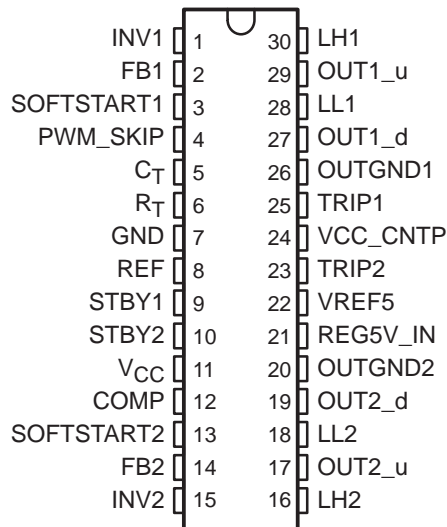 INV1 1 30 LH1
FB1 2 29 OUT1_u
SOFTSTART1 3 28 LL1
PWM_SKIP 4 27 OUT1_d
CT 5 26 OUTGND1
RT 6 25 TRIP1
GND 7 24 VCC_CNTP
REF 8 23 TRIP2
STBY1 9 22 VREF5
STBY2 10 21 REG5V_IN
VCC 11 20 OUTGND2
COMP 12 19 OUT2_d
SOFTSTART2 13 18 LL2
FB2 14 17 OUT2_u
INV2 15 16 LH2